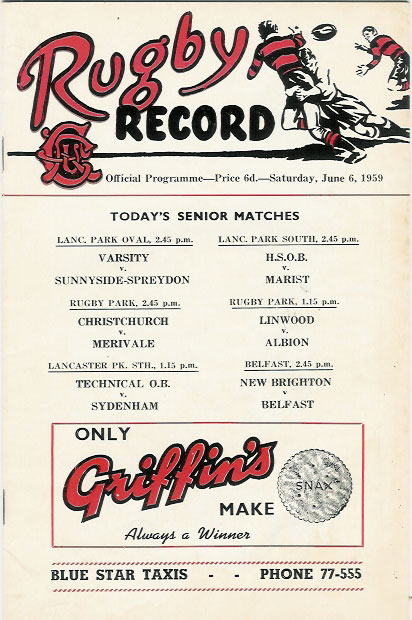 Rugby
RECORD
Official Programme—Price 6d.—Saturday, June 6, 1959
TODAY'S SENIOR MATCHES
LANC. PARK OVAL, 2.45 p.m.
VARSITY
v.
SUNNYSIDE-SPREYDON
LANC. PARK SOUTH, 2.45 p.m.
H.S.O.B.
v.
MARIST
RUGBY PARK, 2.45 p.m.
CHRISTCHURCH
v.
MERIVALE
RUGBY PARK, 1.15 p.m.
LINWOOD
v.
ALBION
LANCASTER PK. STH., 1.15 p.m.
TECHNICAL O.B.
v.
SYDENHAM
BELFAST, 2.45 p.m.
NEW BRIGHTON
v
BELFAST
ONLY
Griffin's
SNAX
MAKE
Always a Winner
BLUE STAR TAXIS - - PHONE 77-555